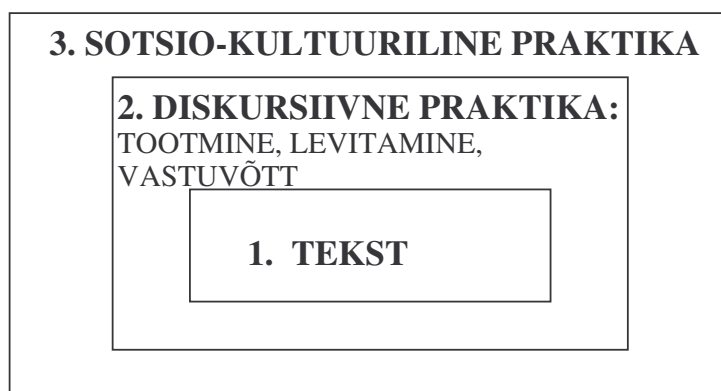 3. SOTSIO-KULTUURILINE PRAKTIKA
2. DISKURSIIVNE PRAKTIKA:
TOOTMINE, LEVITAMINE,
VASTUVÕTT
1. TEKST